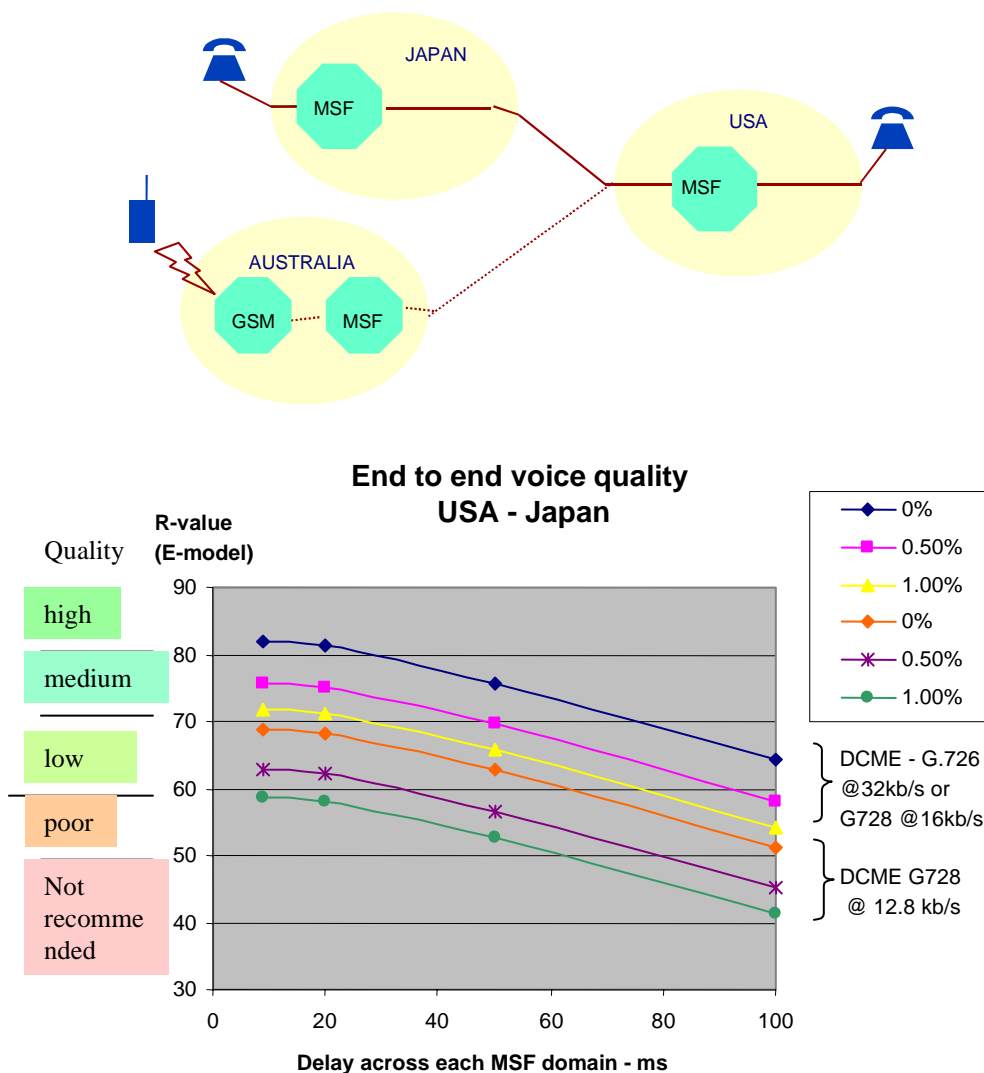 JAPAN
MSF
USA
MSF
AUSTRALIA
GSM
MSF
End to end voice quality
USA - Japan
R-value
(E-model)
Quality
high
medium
low
poor
Not
recomme
nded
90
80
70
60
50
40
30
0
20
40
60
80
100
Delay across each MSF domain - ms
0%
0.50%
1.00%
0%
0.50%
1.00%
DCME - G.726
@32kb/s or
G728 @16kb/s
DCME G728
@ 12.8 kb/s